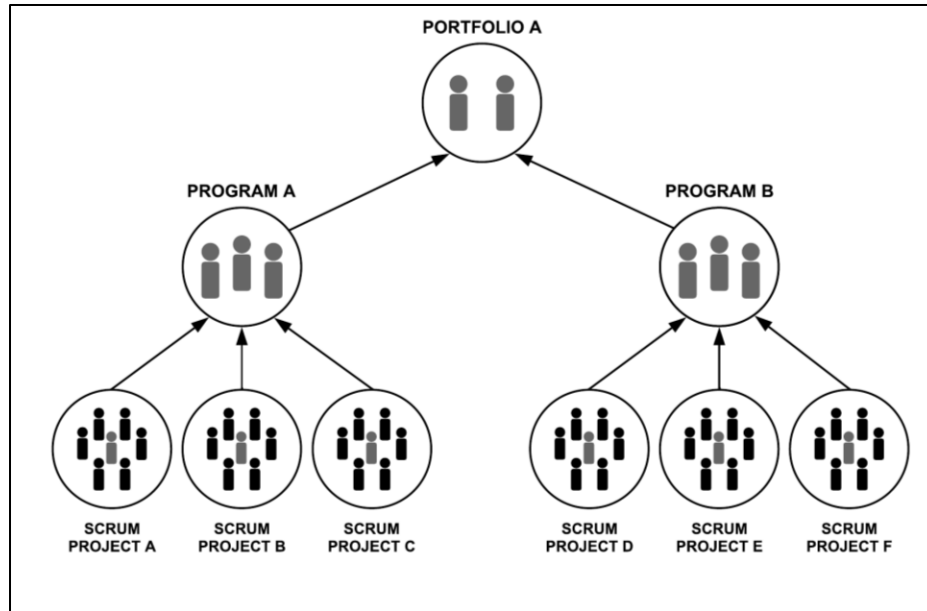 PORTFOLIO A
PROGRAM A
PROGRAM B
SCRUM
PROJECT A
SCRUM
PROJECT B
SCRUM
PROJECT C
SCRUM
PROJECT D
SCRUM
PROJECT E
SCRUM
PROJECT F